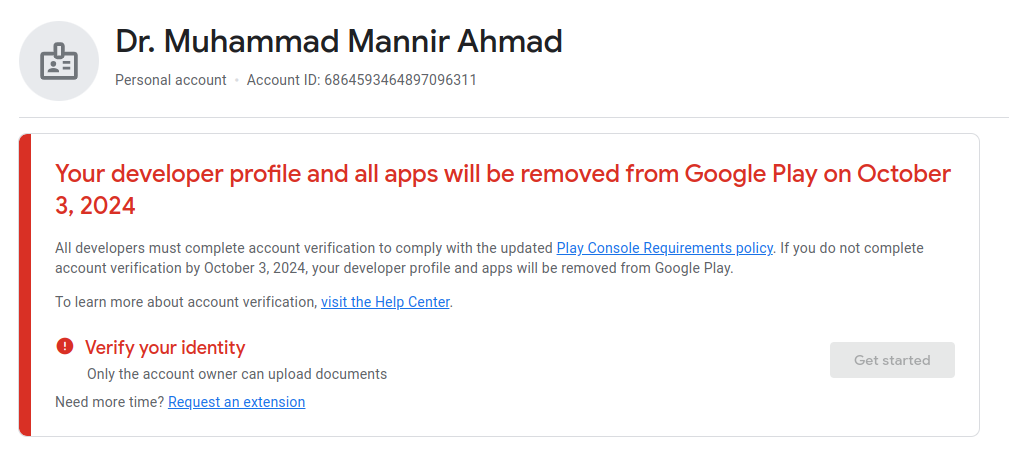 Dr. Muhammad Mannir Ahmad
Personal account • Account ID: 6864593464897096311
Your developer profile and all apps will be removed from Google Play on October
3, 2024
All developers must complete account verification to comply with the updated Play Console Requirements policy. If you do not complete
account verification by October 3, 2024, your developer profile and apps will be removed from Google Play.
To learn more about account verification, visit the Help Center.
Verify your identity
Only the account owner can upload documents
Get started
Need more time? Request an extension